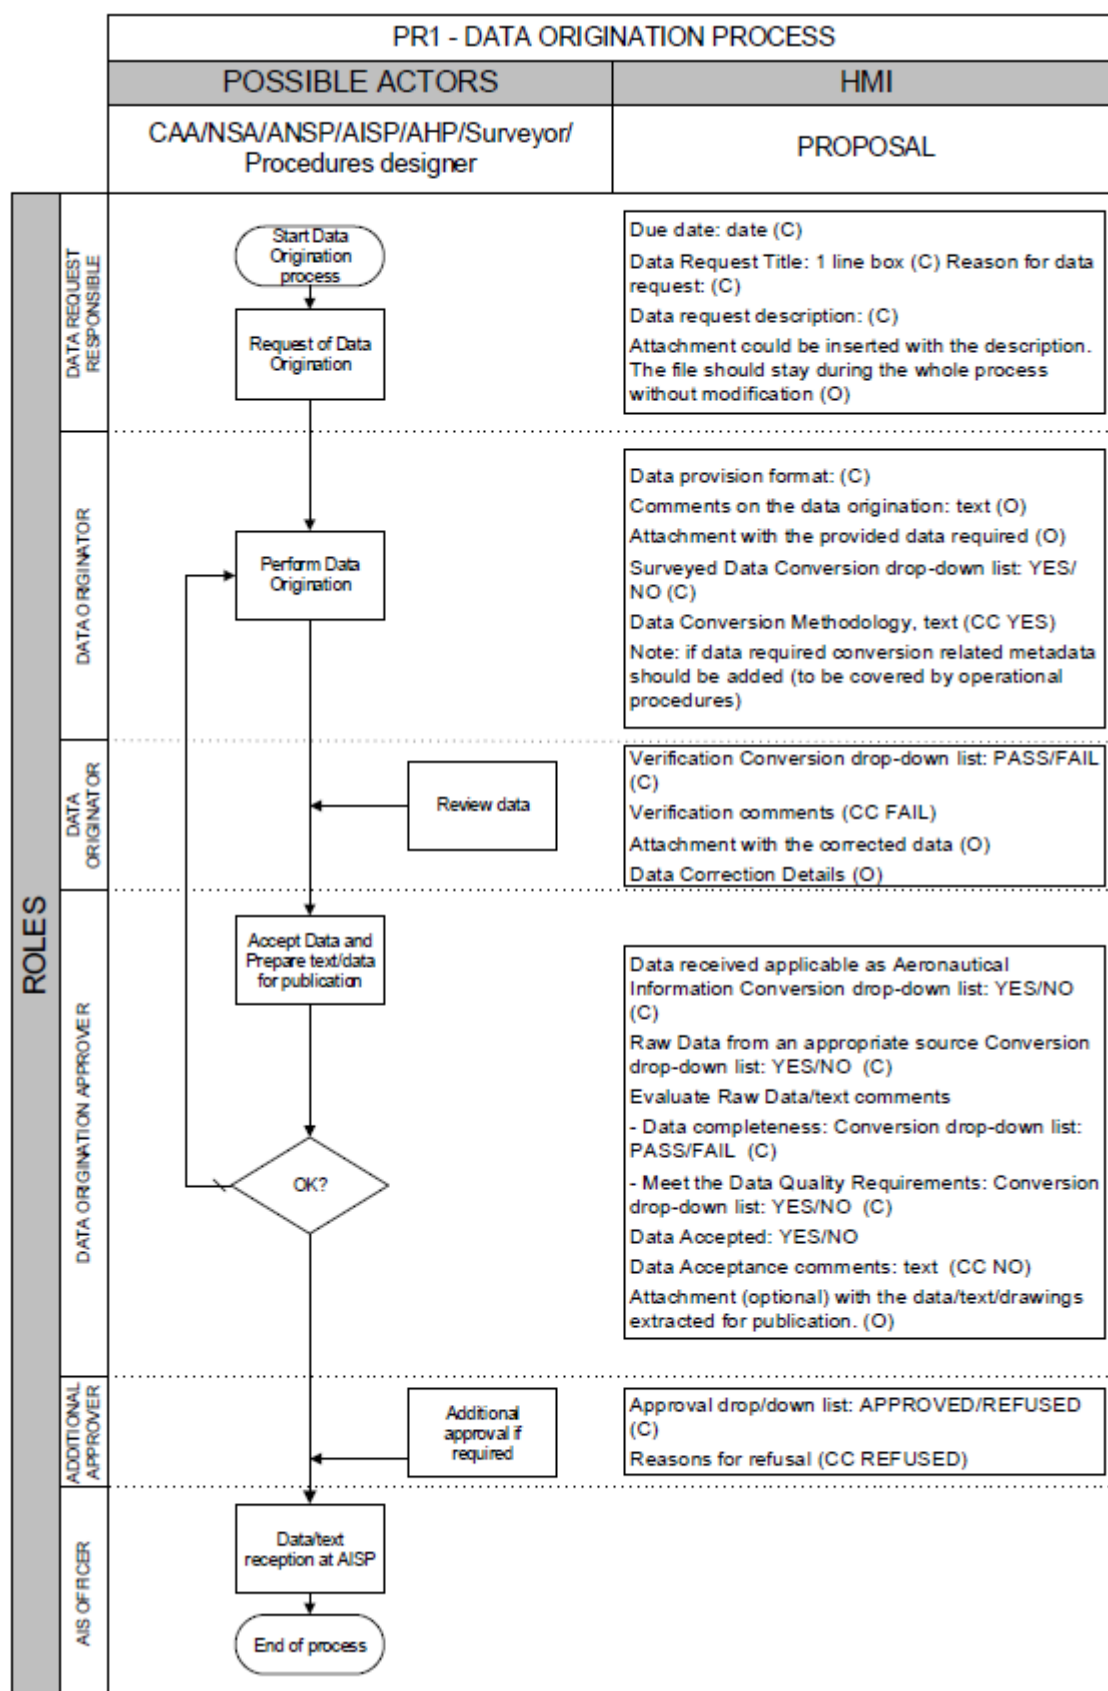 PR1 - DATA ORIGINATION PROCESS
POSSIBLE ACTORS
HMI
CAA/NSA/ANSP/AISP/AHP/Surveyor/
Procedures designer
PROPOSAL
ROLES
DATA REQUEST
RESPONSIBLE
Start Data
Origination
process
Request of Data
Origination
Due date: date (C)
Data Request Title: 1 line box (C) Reason for data
request: (C)
Data request description: (C)
Attachment could be inserted with the description.
The file should stay during the whole process
without modification (O)
DATA ORIGINATOR
Perform Data
Origination
Data provision format: (C)
Comments on the data origination: text (O)
Attachment with the provided data required (O)
Surveyed Data Conversion drop-down list: YES/
NO (C)
Data Conversion Methodology, text (CC YES)
Note: if data required conversion related metadata
should be added (to be covered by operational
procedures)
DATA
ORIGINATOR
Review data
Verification Conversion drop-down list: PASS/FAIL
(C)
Verification comments (CC FAIL)
Attachment with the corrected data (O)
Data Correction Details (O)
DATA ORIGINATION APPROVER
Accept Data and
Prepare text/data
for publication
OK?
Data received applicable as Aeronautical
Information Conversion drop-down list: YES/NO
(C)
Raw Data from an appropriate source Conversion
drop-down list: YES/NO (C)
Evaluate Raw Data/text comments
- Data completeness: Conversion drop-down list:
PASS/FAIL (C)
- Meet the Data Quality Requirements: Conversion
drop-down list: YES/NO (C)
Data Accepted: YES/NO
Data Acceptance comments: text (CC NO)
Attachment (optional) with the data/text/drawings
extracted for publication. (O)
ADDITIONAL
APPROVER
Additional
approval if
required
Approval drop/down list: APPROVED/REFUSED
(C)
Reasons for refusal (CC REFUSED)
AIS OFFICER
Data/text
reception at AISP
End of process